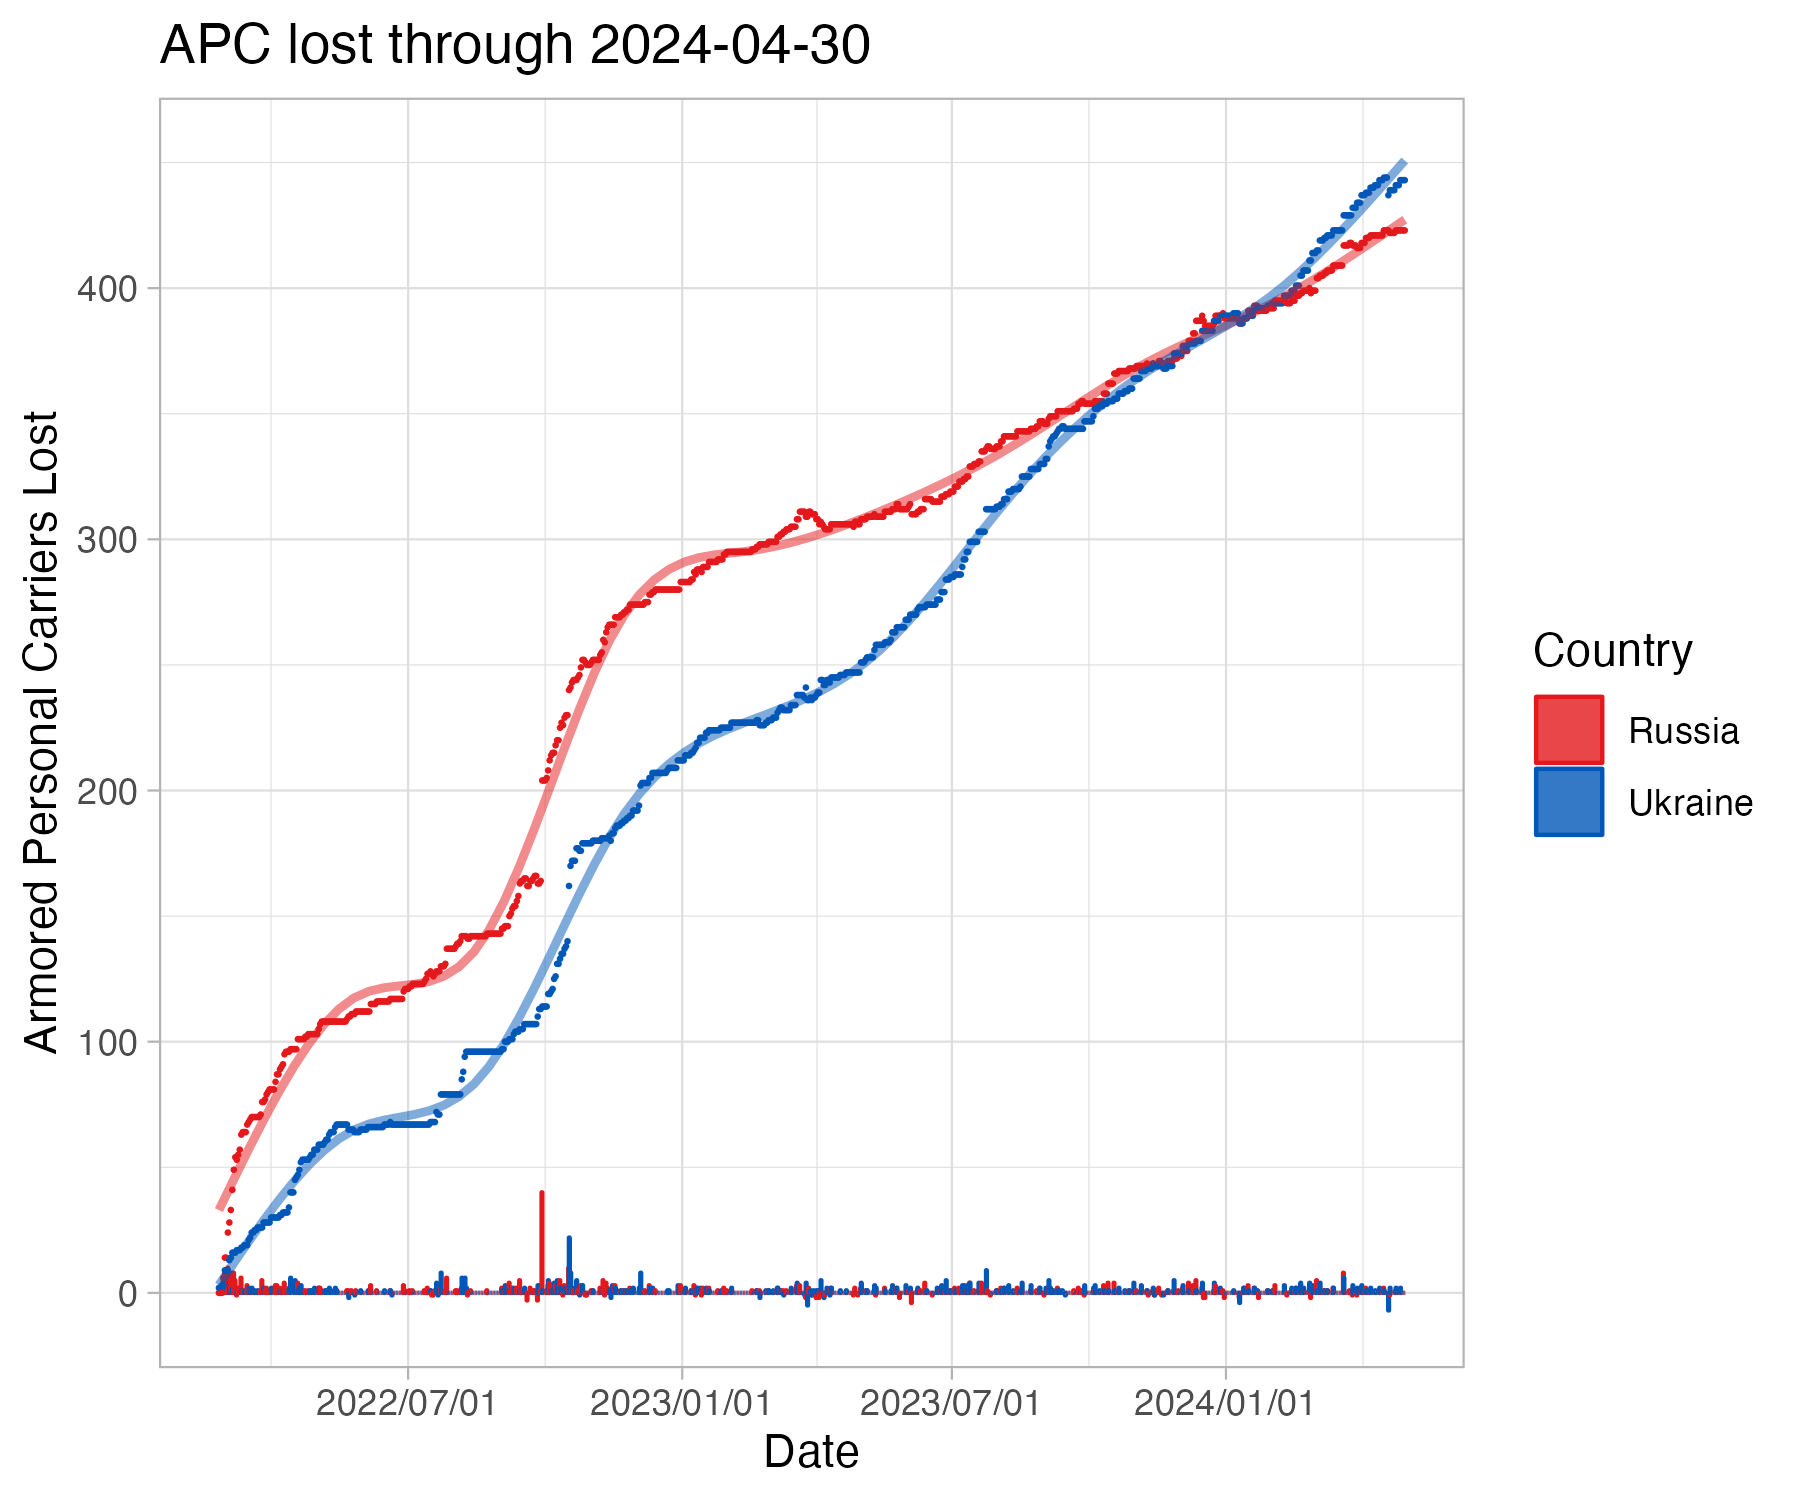 APC lost through 2024-04-30
Armored Personal Carriers Lost
400
300
200
100
0
2022/07/01
2023/01/01
2023/07/01
2024/01/01
Date
Country
Russia
Ukraine